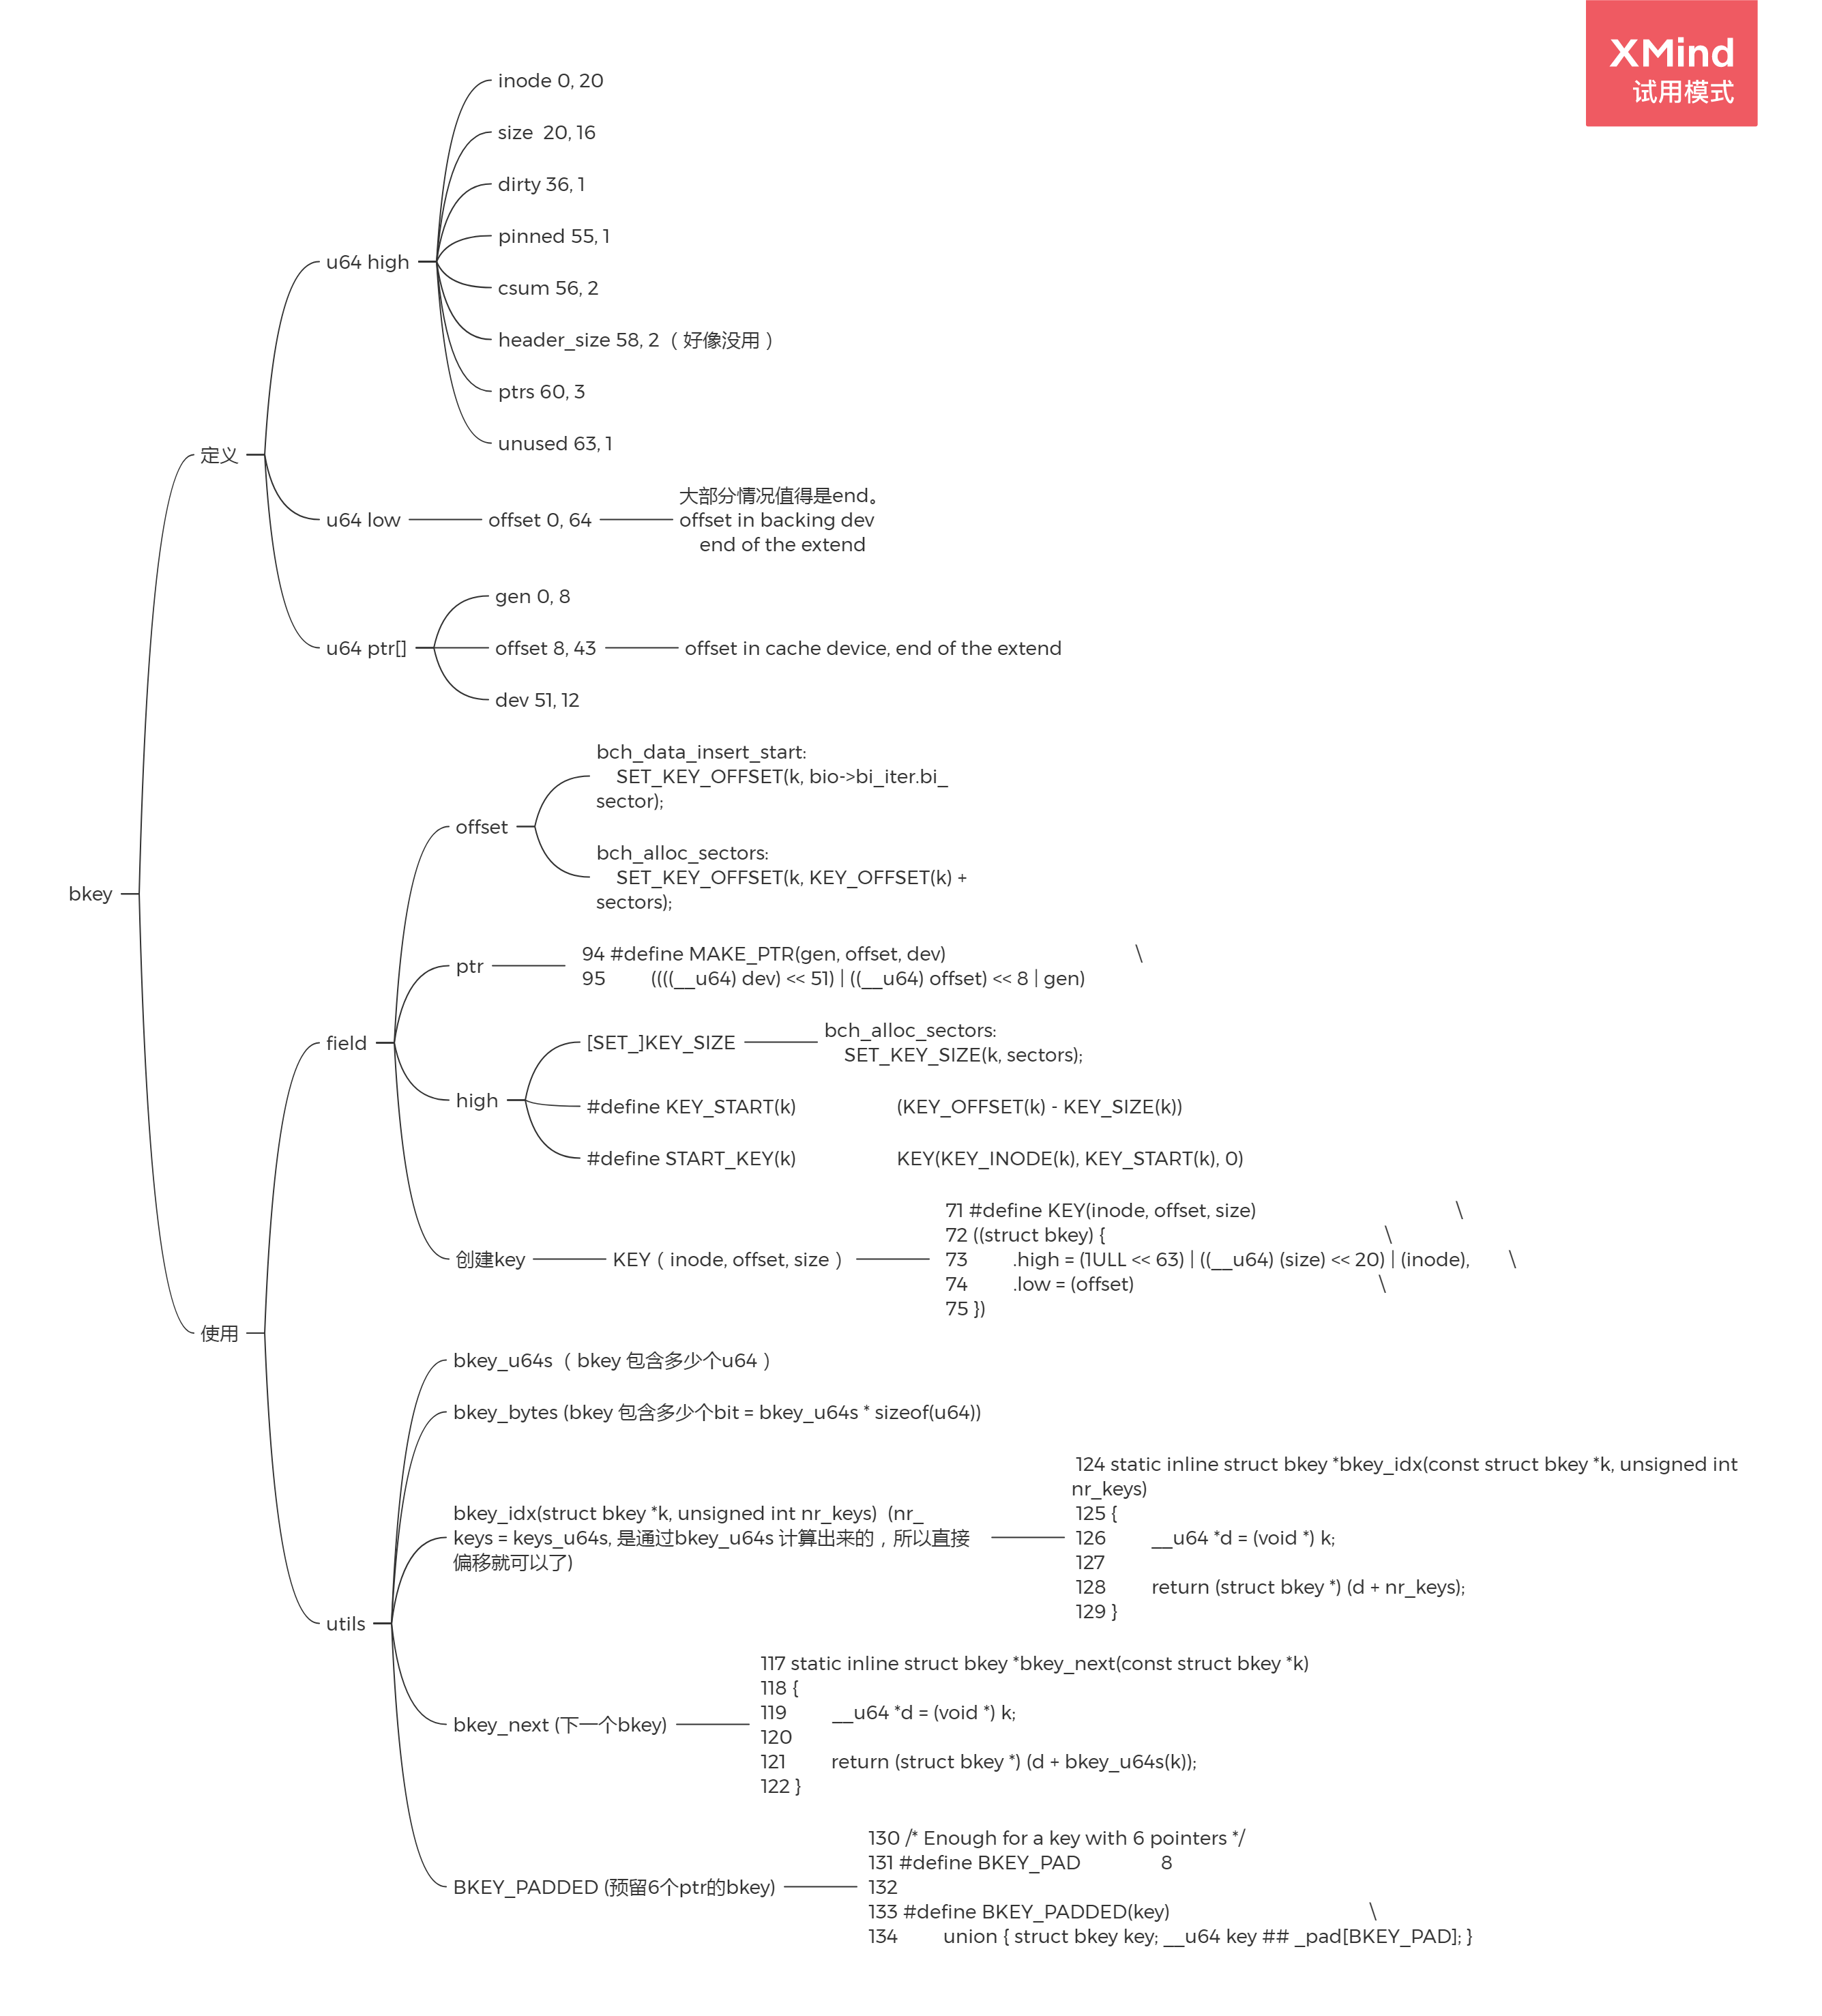 XMind
试用模式
inode 0, 20
size  20, 16
dirty 36, 1
pinned 55, 1
u64 high
csum 56, 2
header_size 58, 2（好像没用）
ptrs 60, 3
unused 63, 1
定义
大部分情况值得是end。
u64 low
offset 0, 64
offset in backing dev
end of the extend
gen 0, 8
u64 ptr[]
offset 8, 43
offset in cache device, end of the extend
dev 51, 12
bch_data_insert_start:
SET_KEY_OFFSET(k, bio->bi_iter.bi_
sector);
offset
bch_alloc_sectors:
SET_KEY_OFFSET(k, KEY_OFFSET(k) +
sectors);
bkey
94 #define MAKE_PTR(gen, offset, dev) \
ptr
95 ((((__u64) dev) << 51) | ((__u64) offset) << 8 | gen)
field
[SET_]KEY_SIZE
bch_alloc_sectors:
SET_KEY_SIZE(k, sectors);
high
#define KEY_START(k) (KEY_OFFSET(k) - KEY_SIZE(k))
#define START_KEY(k) KEY(KEY_INODE(k), KEY_START(k), 0)
71 #define KEY(inode, offset, size) \
72 ((struct bkey) { \
创建key
KEY（inode, offset, size）
73 .high = (1ULL << 63) | ((__u64) (size) << 20) | (inode), \
74 .low = (offset) \
75 })
使用
bkey_u64s （bkey 包含多少个u64）
bkey_bytes (bkey 包含多少个bit = bkey_u64s * sizeof(u64))
bkey_idx(struct bkey *k, unsigned int nr_keys)  (nr_
keys = keys_u64s, 是通过bkey_u64s 计算出来的，所以直接
偏移就可以了)
124 static inline struct bkey *bkey_idx(const struct bkey *k, unsigned int
nr_keys)
125 {
126 __u64 *d = (void *) k;
127
128 return (struct bkey *) (d + nr_keys);
129 }
utils
117 static inline struct bkey *bkey_next(const struct bkey *k)
118 {
119 __u64 *d = (void *) k;
bkey_next (下一个bkey)
120
121 return (struct bkey *) (d + bkey_u64s(k));
122 }
130 /* Enough for a key with 6 pointers */
131 #define BKEY_PAD 8
BKEY_PADDED (预留6个ptr的bkey)
132
133 #define BKEY_PADDED(key) \
134 union { struct bkey key; __u64 key ## _pad[BKEY_PAD]; }